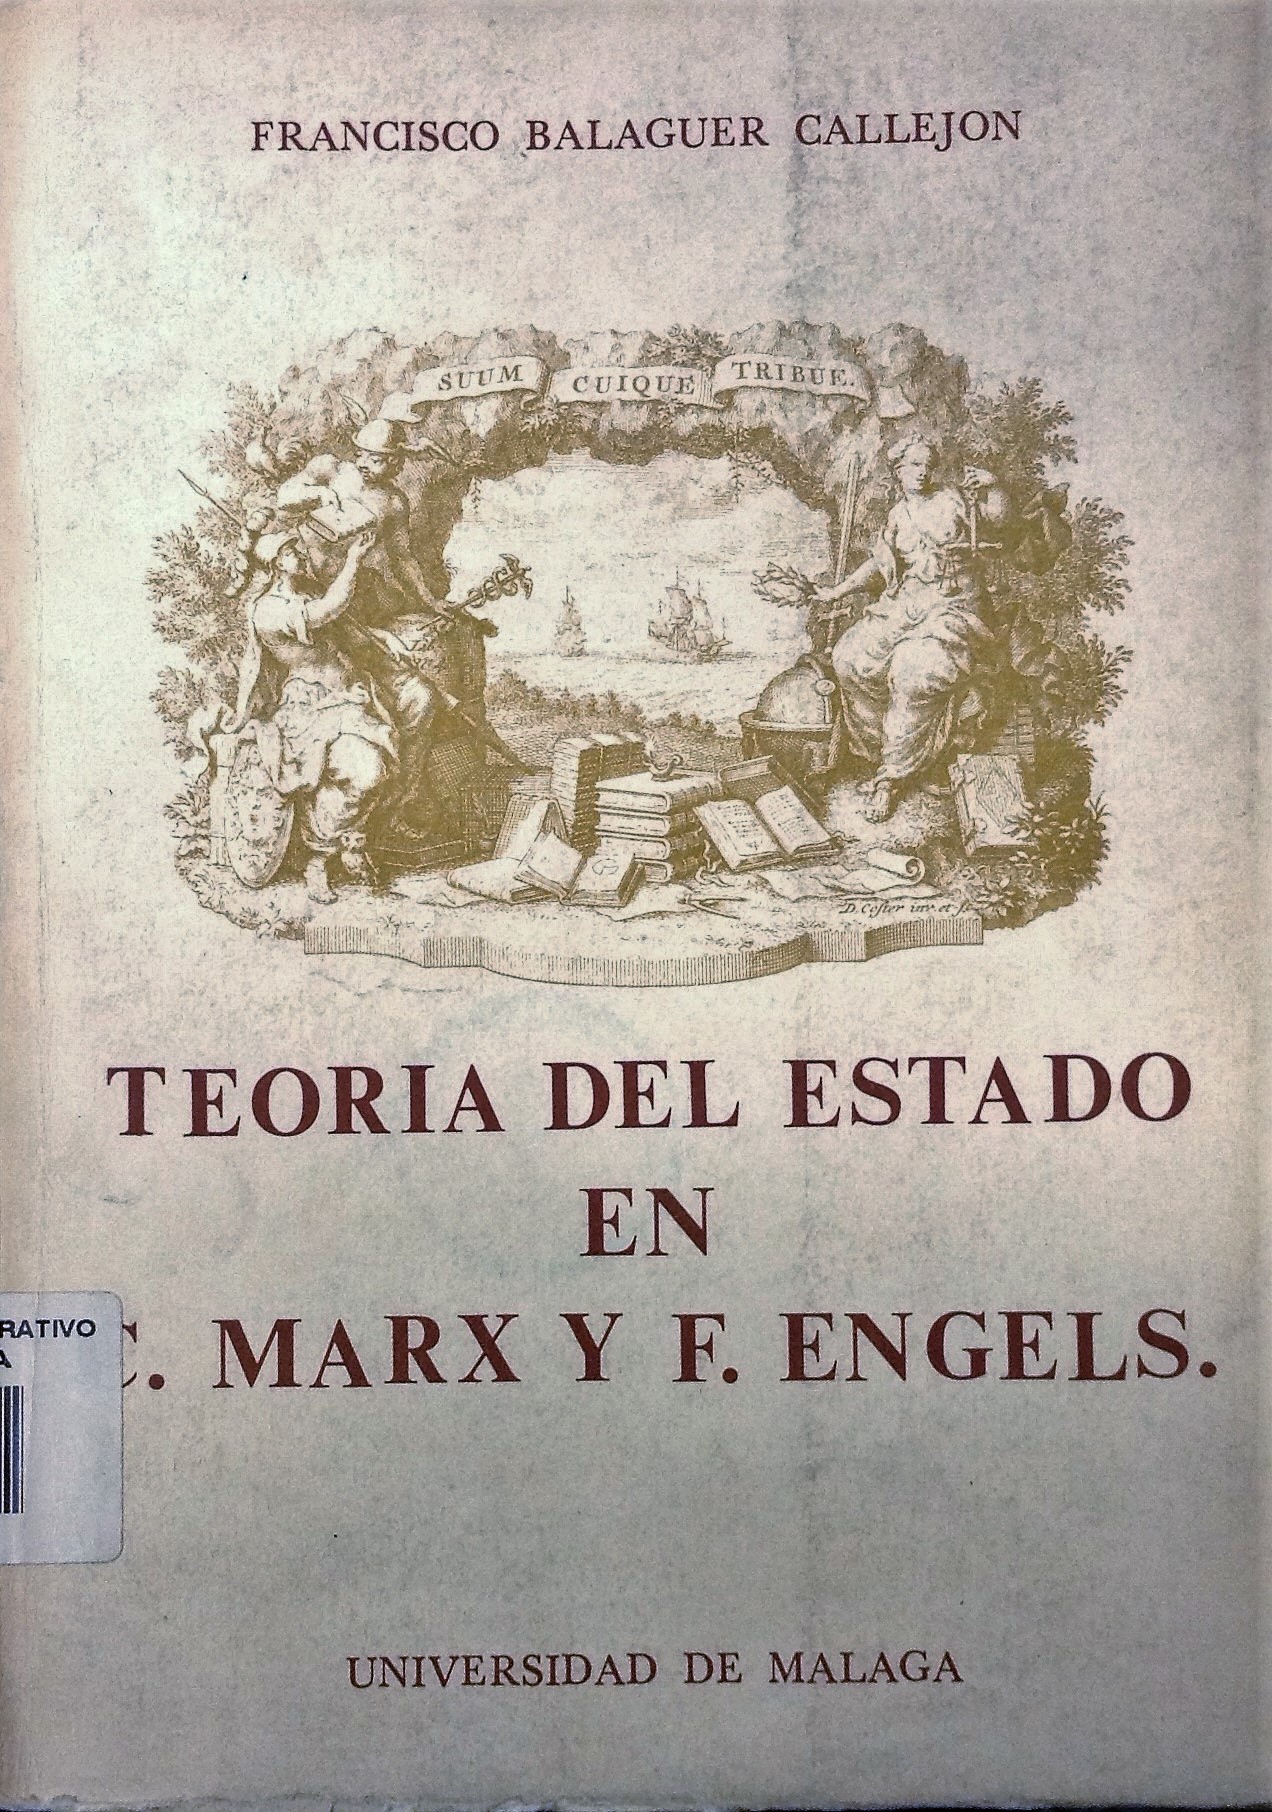 FRANCISCO BALAGUER CALLEJON
SUUM CUIQUE TRIBUE.
D. Coster inv. et f.
TEORIA DEL ESTADO
EN
C. MARX Y F. ENGELS.
RATIVO
A
UNIVERSIDAD DE MALAGA